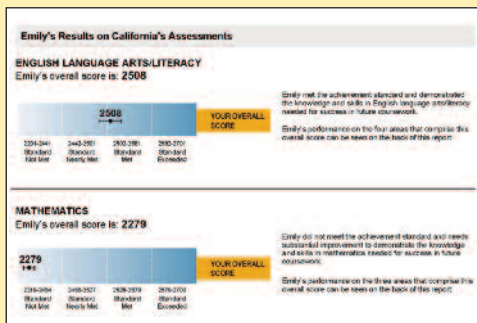 Emily's Results on California's Assessments
ENGLISH LANGUAGE ARTS/LITERACY
Emily's overall score is: 2508
2508
YOUR OVERALL
SCORE
Standard Standard Standard Standard
Not Met Nearly Met Met Exceeded
Emily met the achievement standard and demonstrated
the knowledge and skills in English language arts/literacy
needed for success in future coursework.
Emily's performance on the four areas that comprise this
overall score can be seen on the back of this report
MATHEMATICS
Emily's overall score is: 2279
2279
YOUR OVERALL
SCORE
Standard Standard Standard Standard
Not Met Nearly Met Met Exceeded
Emily did not meet the achievement standard and needs
substantial improvement to demonstrate the knowledge
and skills in mathematics needed for success in future
coursework.
Emily's performance on the three areas that comprise this
overall score can be seen on the back of this report